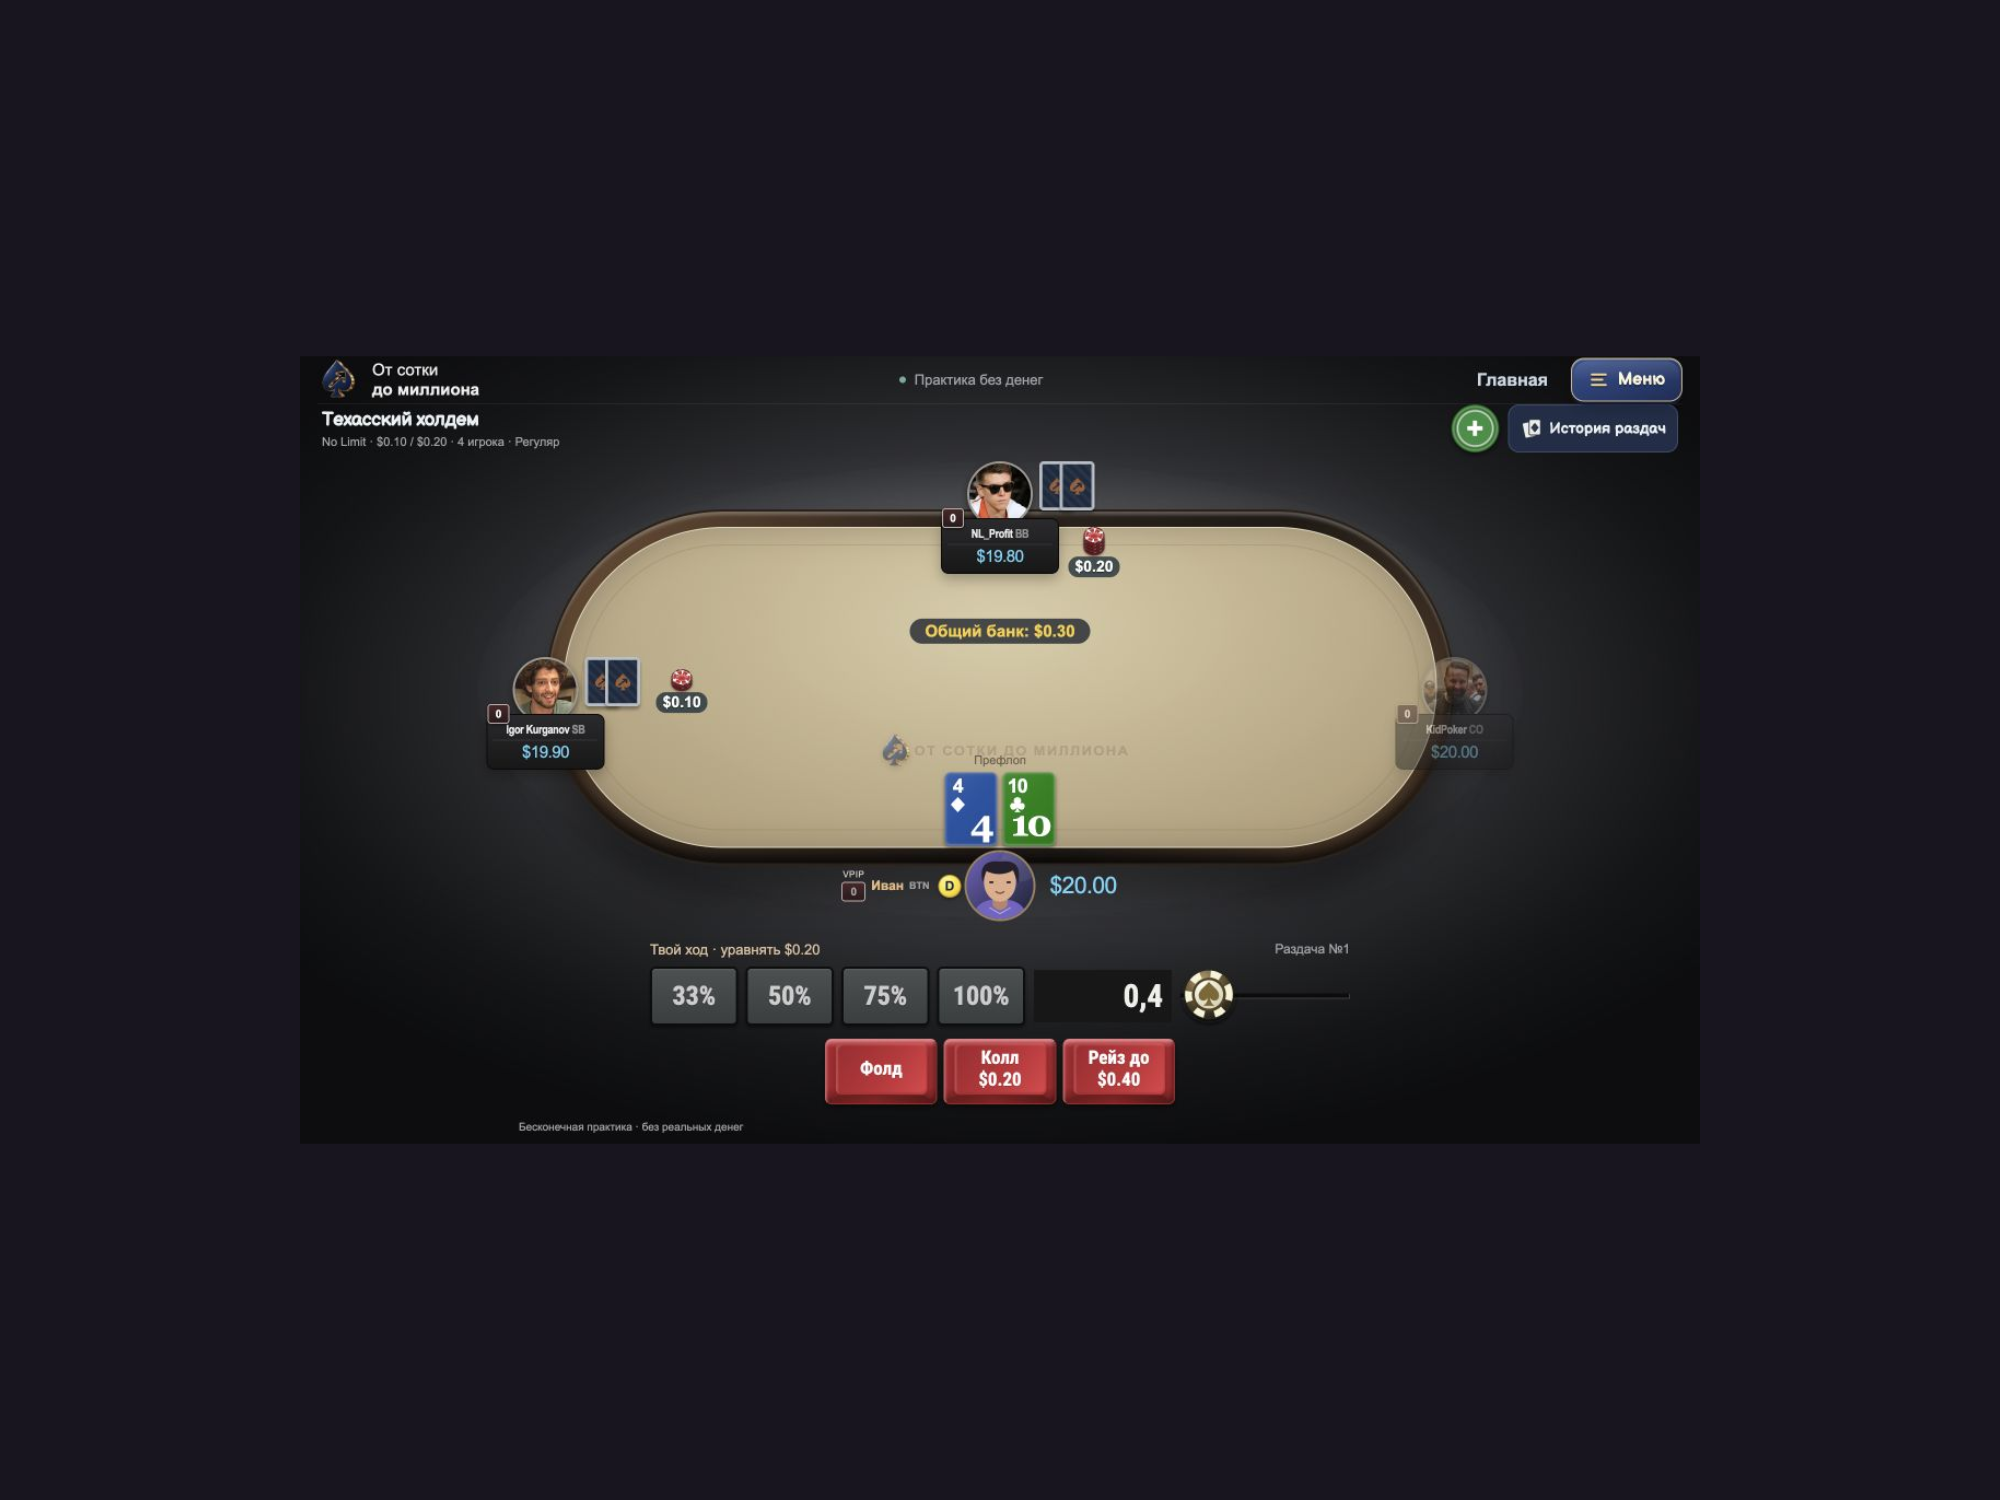 От сотки
до миллиона
Практика без денег
Главная
Меню
Техасский холдем
No Limit · $0.10 / $0.20 · 4 игрока · Регуляр
История раздач
0
NL_Profit BB
$19.80
$0.20
Общий банк: $0.30
0
Igor Kurganov SB
$19.90
$0.10
0
KidPoker CO
$20.00
ОТ СОТКИ ДО МИЛЛИОНА
Префлоп
4
4
10
10
VPIP
0
Иван BTN
D
$20.00
Твой ход · уравнять $0.20
Раздача №1
33%
50%
75%
100%
0,4
Фолд
Колл
$0.20
Рейз до
$0.40
Бесконечная практика · без реальных денег